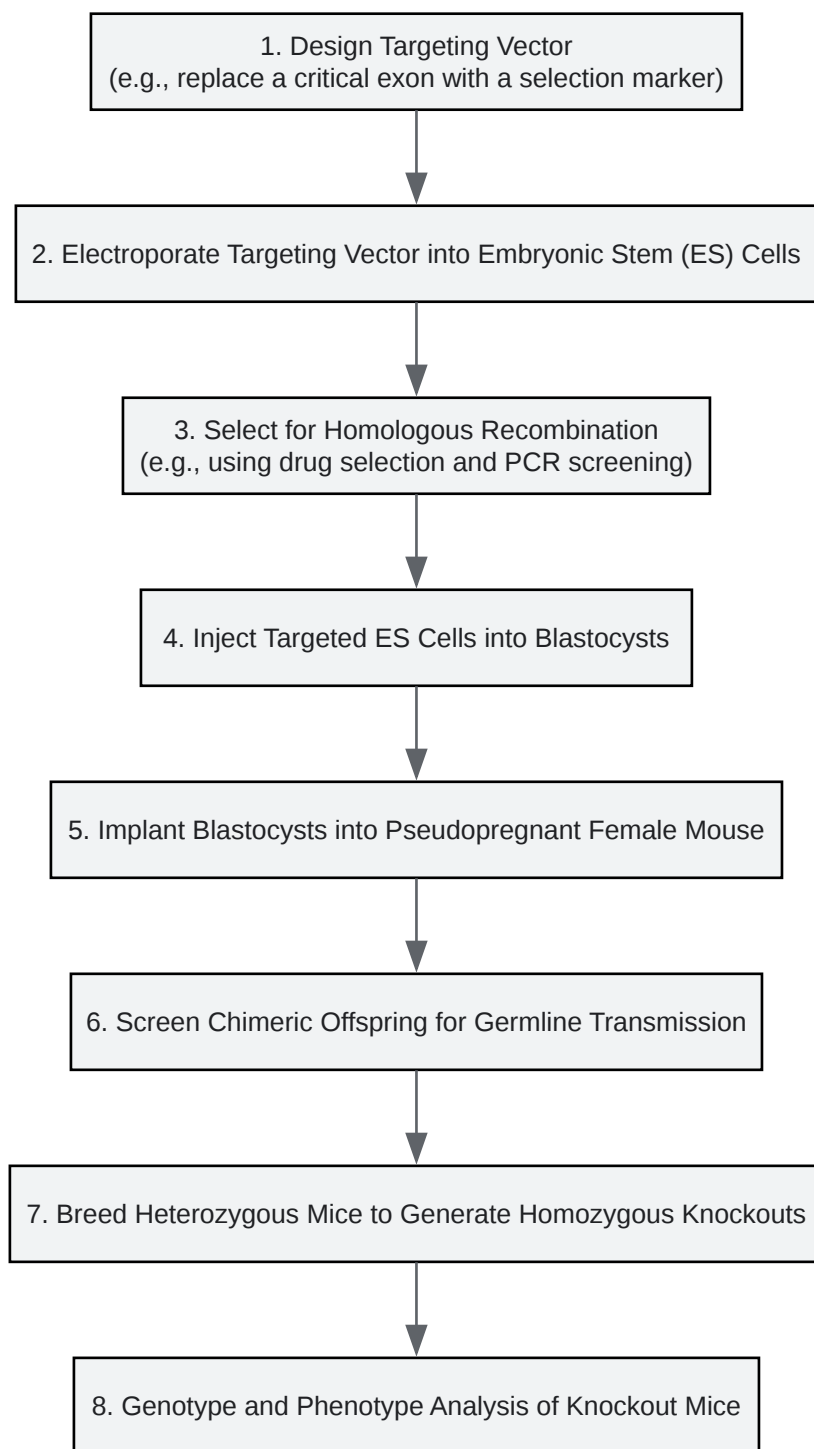 1. Design Targeting Vector
(e.g., replace a critical exon with a selection marker)
2. Electroporate Targeting Vector into Embryonic Stem (ES) Cells
3. Select for Homologous Recombination
(e.g., using drug selection and PCR screening)
4. Inject Targeted ES Cells into Blastocysts
5. Implant Blastocysts into Pseudopregnant Female Mouse
6. Screen Chimeric Offspring for Germline Transmission
7. Breed Heterozygous Mice to Generate Homozygous Knockouts
8. Genotype and Phenotype Analysis of Knockout Mice